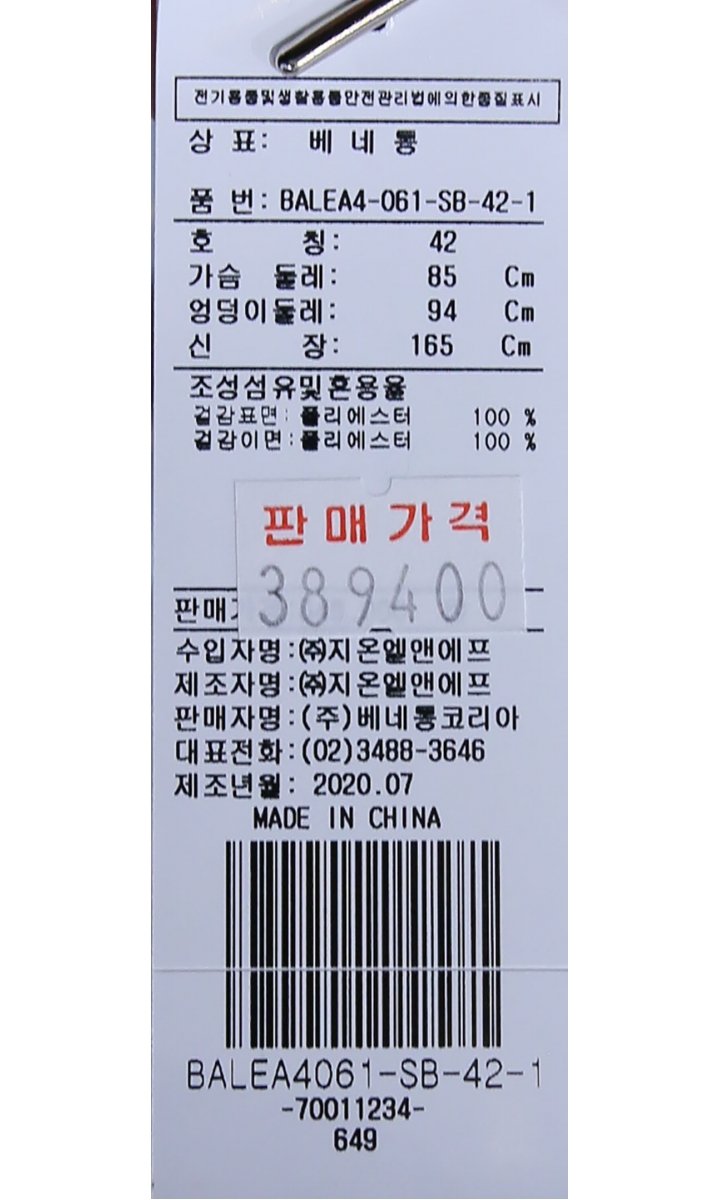 전기용품및생활용품안전관리법에의한품질표시
상 표: 베 네 통
품 번: BALEA4-061-SB-42-1
호 칭: 42
가슴 둘레: 85 Cm
엉덩이둘레: 94 Cm
신 장: 165 Cm
조성섬유및혼용율
겉감표면: 폴리에스터 100 %
겉감이면: 폴리에스터 100 %
판매가격
389400
판매
수입자명:㈜지온엘앤에프
제조자명:㈜지온엘앤에프
판매자명:(주)베네통코리아
대표전화:(02)3488-3646
제조년월: 2020.07
MADE IN CHINA
BALEA4061-SB-42-1
-70011234-
649